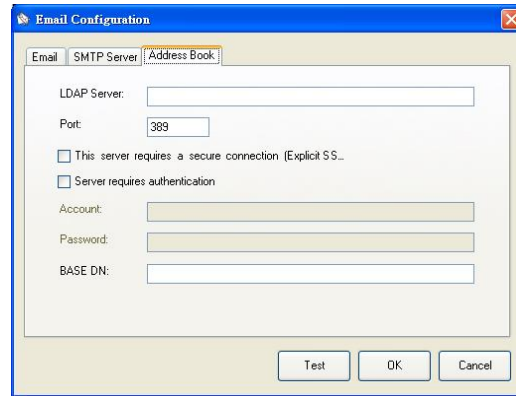 Email Configuration
Email SMTP Server Address Book
LDAP Server:
Port: 389
This server requires a secure connection (Explicit SS...
Server requires authentication
Account:
Password:
BASE DN:
Test OK Cancel